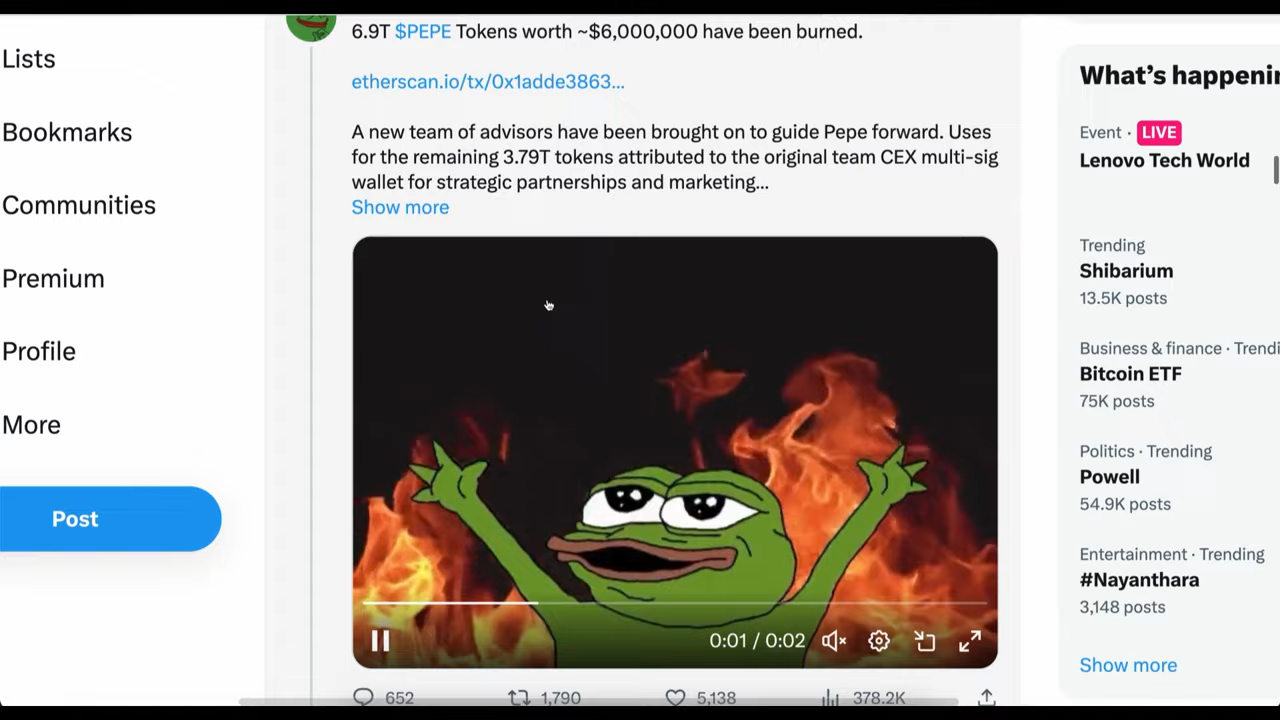 Lists
Bookmarks
Communities
Premium
Profile
More
Post
6.9T $PEPE Tokens worth ~$6,000,000 have been burned.
etherscan.io/tx/0x1adde3863...
A new team of advisors have been brought on to guide Pepe forward. Uses
for the remaining 3.79T tokens attributed to the original team CEX multi-sig
wallet for strategic partnerships and marketing...
Show more
0:01 / 0:02
652
1,790
5,138
378.2K
What's happenin
Event · LIVE
Lenovo Tech World
Trending
Shibarium
13.5K posts
Business & finance · Trendi
Bitcoin ETF
75K posts
Politics · Trending
Powell
54.9K posts
Entertainment · Trending
#Nayanthara
3,148 posts
Show more